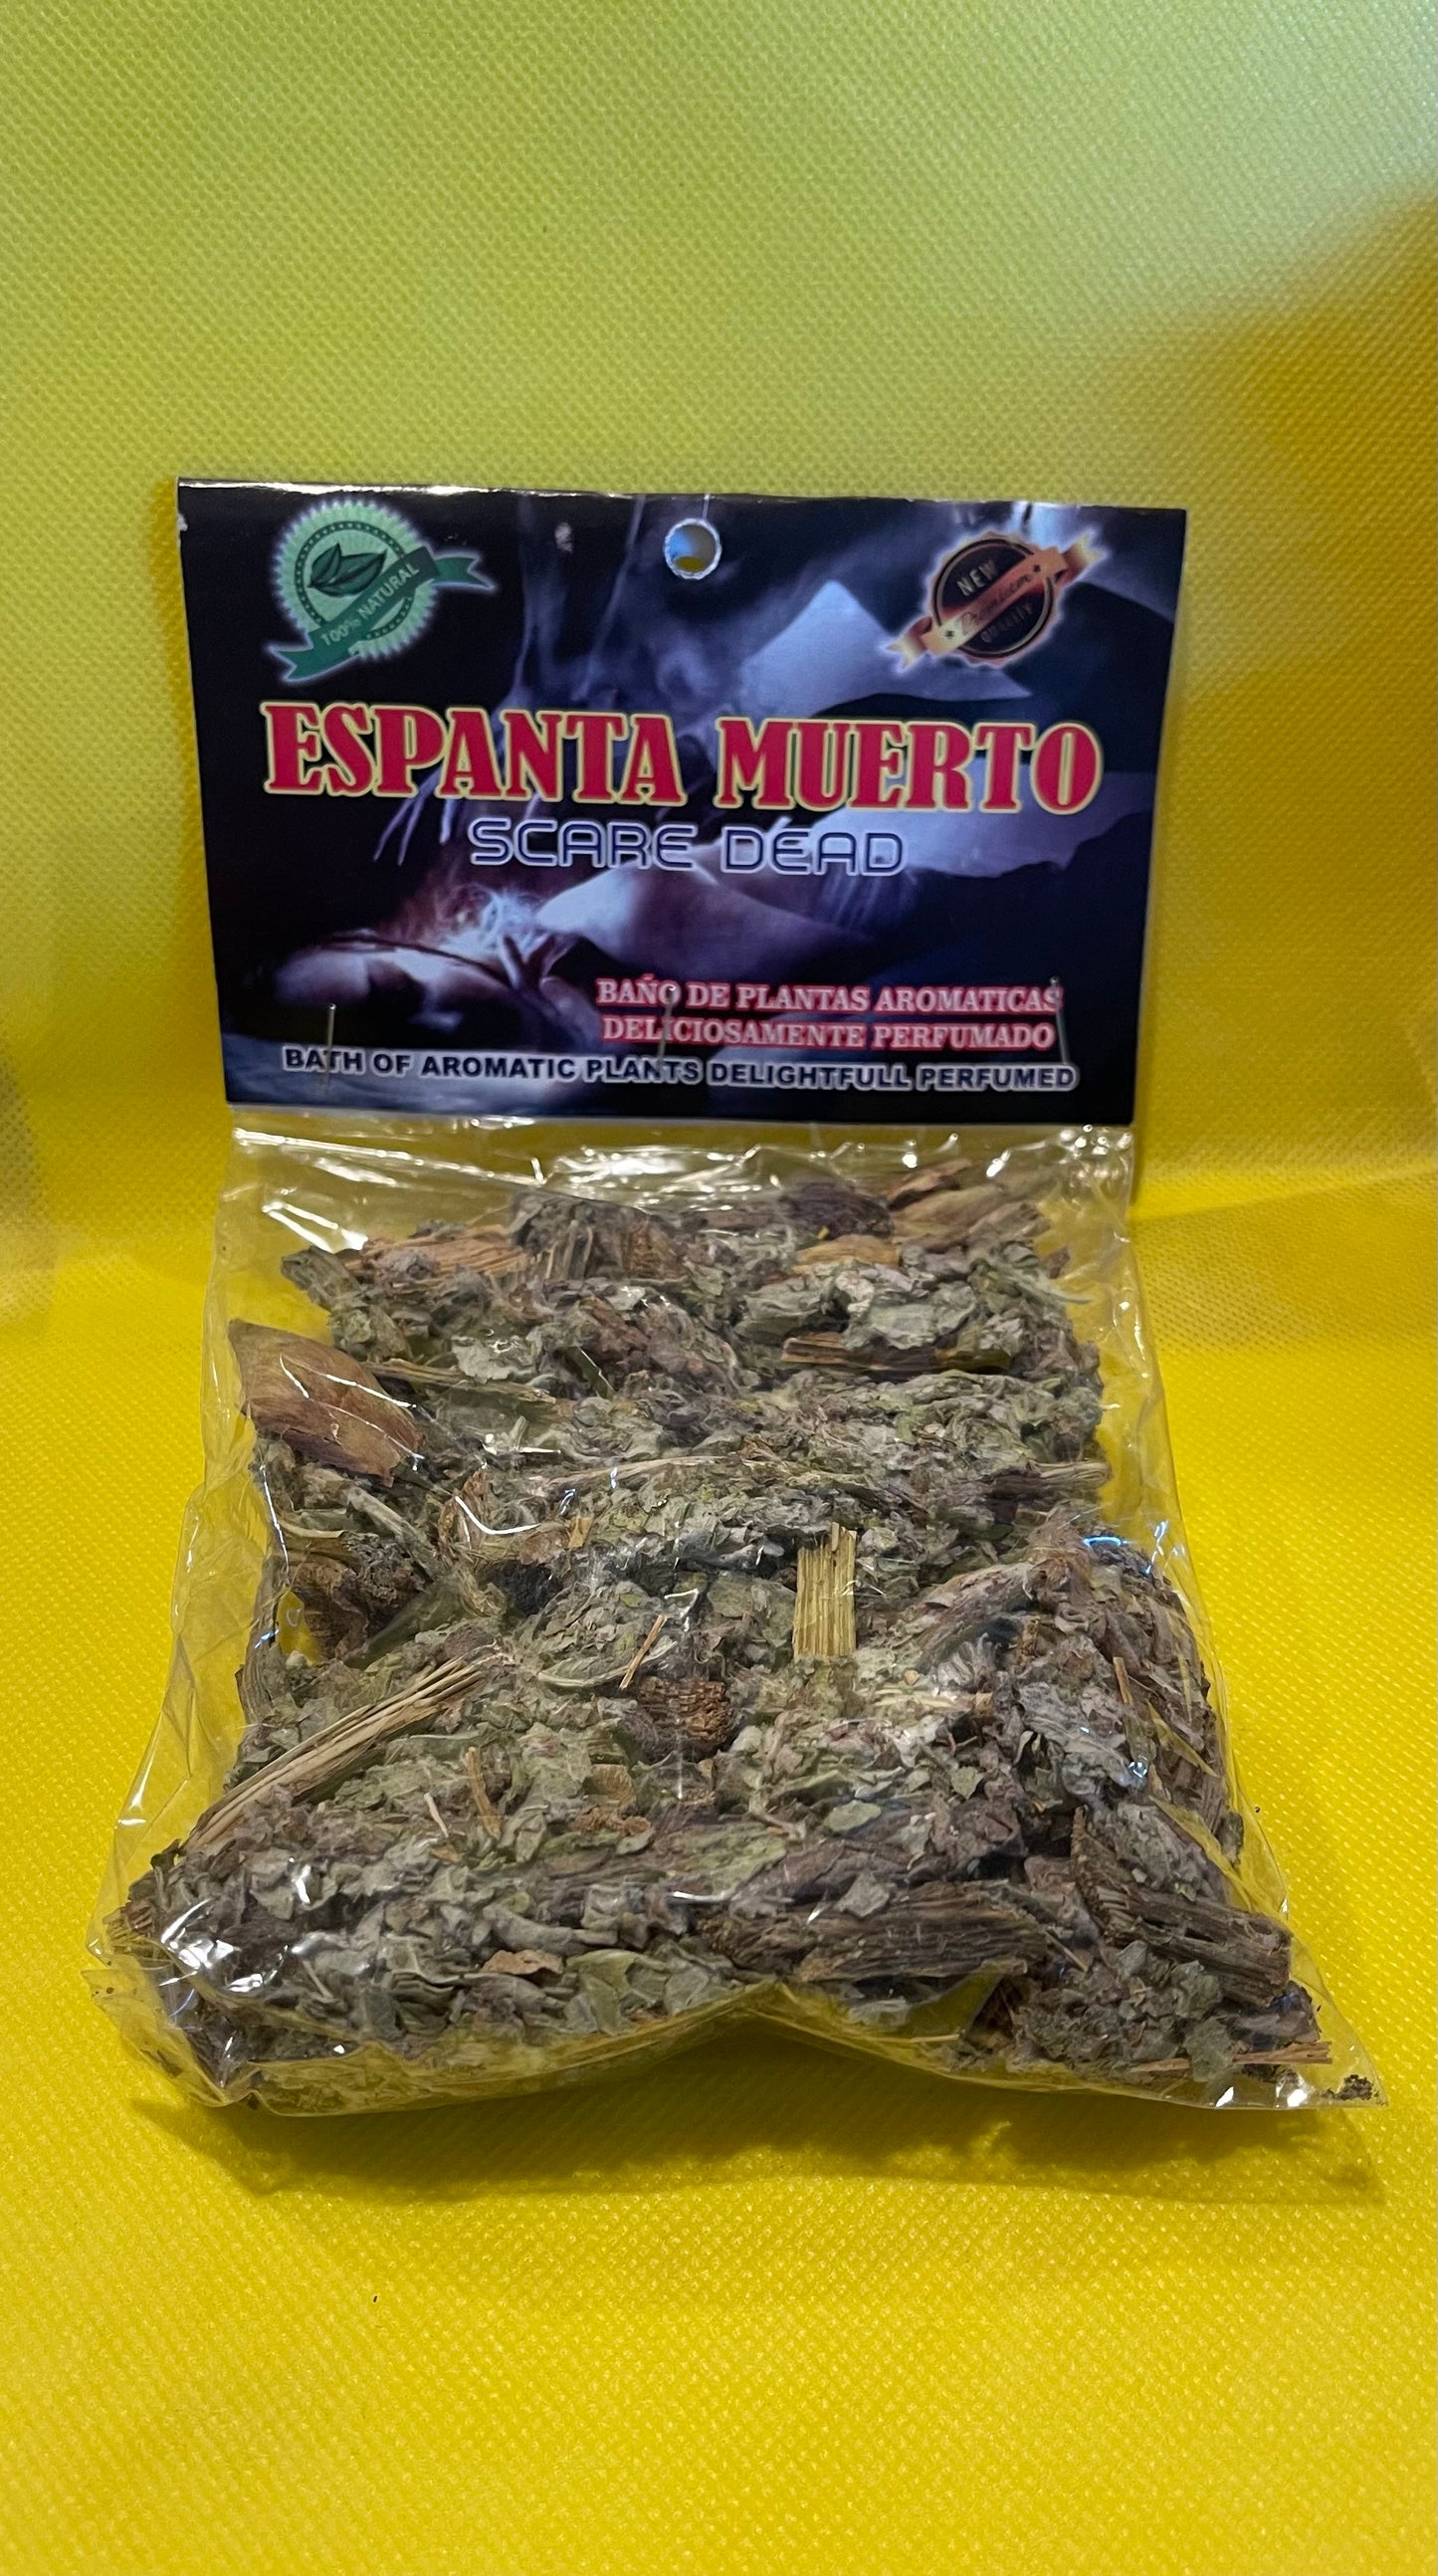 100% NATURAL
NEW
Premium
QUALITY
ESPANTA MUERTO
SCARE DEAD
BAÑO DE PLANTAS AROMATICAS
DELICIOSAMENTE PERFUMADO
BATH OF AROMATIC PLANTS DELIGHTFULL PERFUMED